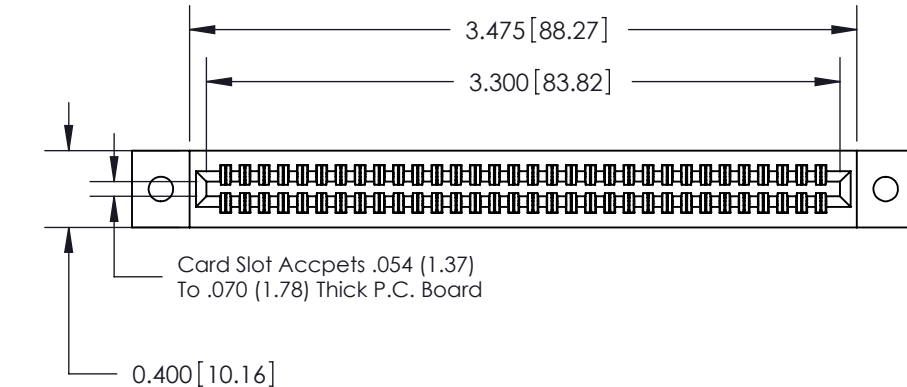 3.475[88.27]
3.300[83.82]
Card Slot Accpets .054 (1.37)
To .070 (1.78) Thick P.C. Board
0.400[10.16]